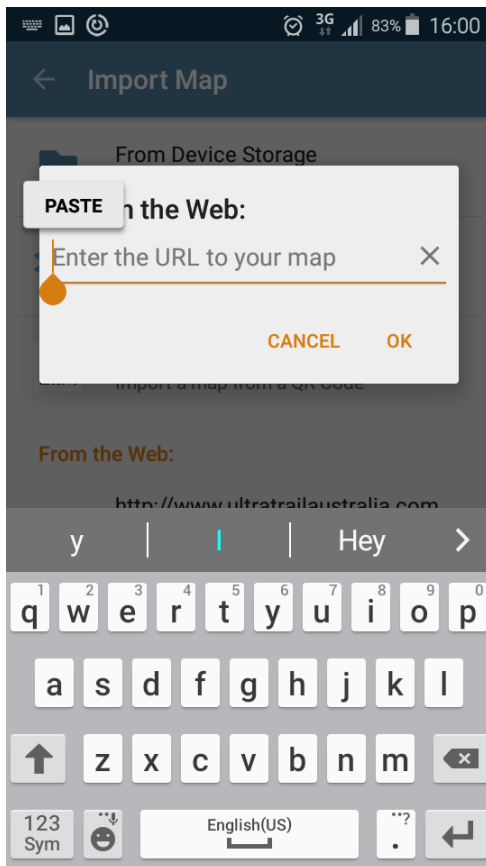 3G 83% 16:00
Import Map
From Device Storage
PASTE
n the Web:
Enter the URL to your map
CANCEL OK
Import a map from a QR Code
From the Web:
http://www.ultratrailaustralia.com
y I Hey
1 2 3 4 5 6 7 8 9 0
q w e r t y u i o p
a s d f g h j k l
z x c v b n m
123 English(US) ?
Sym .